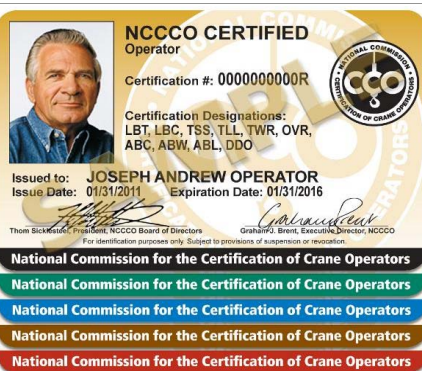 NCCCO CERTIFIED
Operator
Certification #: 0000000000R
Certification Designations:
LBT, LBC, TSS, TLL, TWR, OVR,
ABC, ABW, ABL, DDO
NATIONAL COMMISSION
CCO
CERTIFICATION OF CRANE OPERATORS
SAMPLE
Issued to: JOSEPH ANDREW OPERATOR
Issue Date: 01/31/2011 Expiration Date: 01/31/2016
Thom Sicklesteel, President, NCCCO Board of Directors Graham J. Brent, Executive Director, NCCCO
For identification purposes only. Subject to provisions of suspension or revocation.
National Commission for the Certification of Crane Operators
National Commission for the Certification of Crane Operators
National Commission for the Certification of Crane Operators
National Commission for the Certification of Crane Operators
National Commission for the Certification of Crane Operators